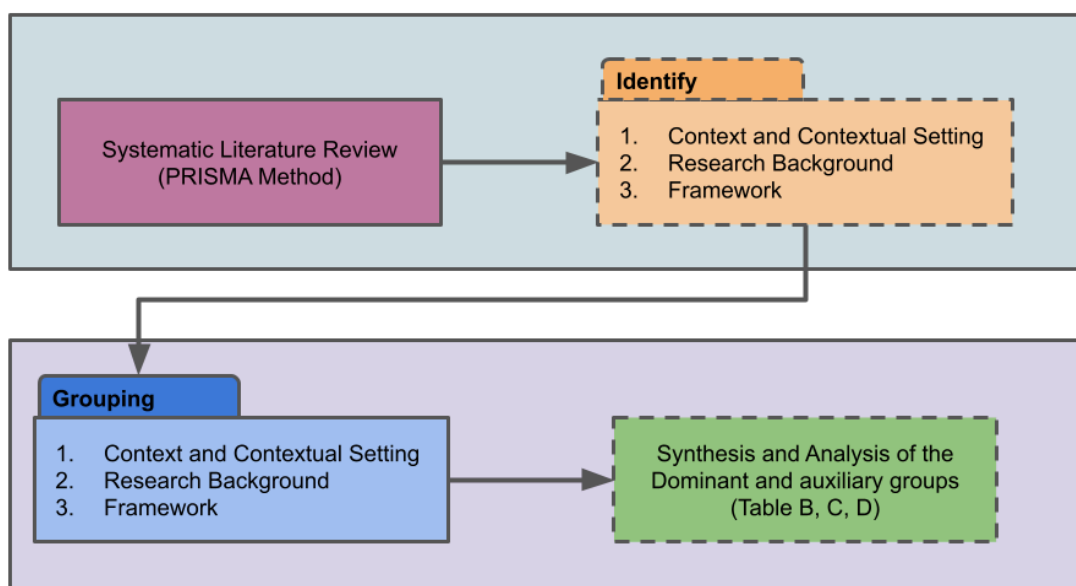 Systematic Literature Review
(PRISMA Method)
Identify
1. Context and Contextual Setting
2. Research Background
3. Framework
Grouping
1. Context and Contextual Setting
2. Research Background
3. Framework
Synthesis and Analysis of the
Dominant and auxiliary groups
(Table B, C, D)